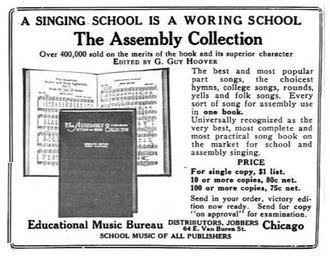 A SINGING SCHOOL IS A WORING SCHOOL
The Assembly Collection
Over 400,000 sold on the merits of the book and its superior character
EDITED BY G. GUY HOOVER
The best and most popular
part songs, the choicest
hymns, college songs, rounds,
yells and folk songs. Every
sort of song for assembly use
in one book.
Universally recognized as the
very best, most complete and
most practical song book on
the market for school and
assembly singing.
PRICE
For single copy, $1 list.
10 or more copies, 80c net.
100 or more copies, 75c net.
Send in your order, victory edi-
tion now ready. Send for copy
"on approval" for examination.
The ASSEMBLY
COLLECTION
Educational Music Bureau DISTRIBUTORS, JOBBERS Chicago
64 E. Van Buren St.
SCHOOL MUSIC OF ALL PUBLISHERS